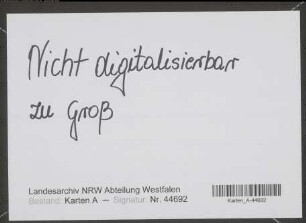 Nicht digitalisierbar
zu Groß
Landesarchiv NRW Abteilung Westfalen
Bestand: Karten A — Signatur: Nr. 44692
Karten_A-44692